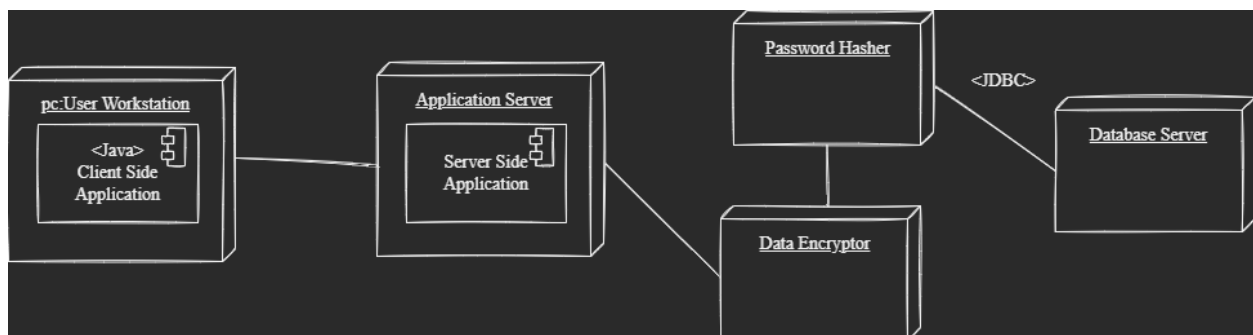 pc:User Workstation
<Java>
Client Side
Application
Application Server
Server Side
Application
Password Hasher
Data Encryptor
<JDBC>
Database Server